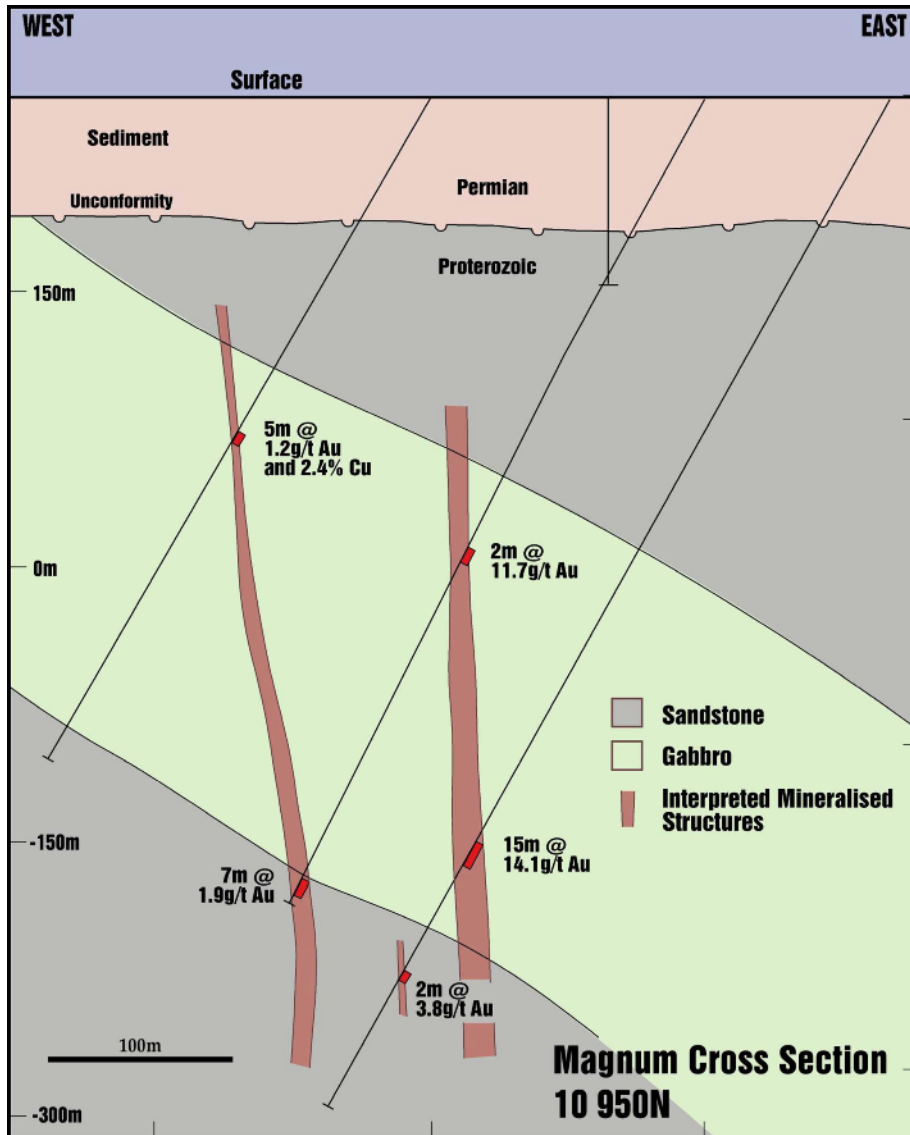 WEST
EAST
Surface
Sediment
Permian
Unconformity
Proterozoic
150m
5m @
1.2g/t Au
and 2.4% Cu
2m @
11.7g/t Au
0m
Sandstone
Gabbro
Interpreted Mineralised
Structures
-150m
15m @
14.1g/t Au
7m @
1.9g/t Au
2m @
3.8g/t Au
100m
Magnum Cross Section
10 950N
-300m